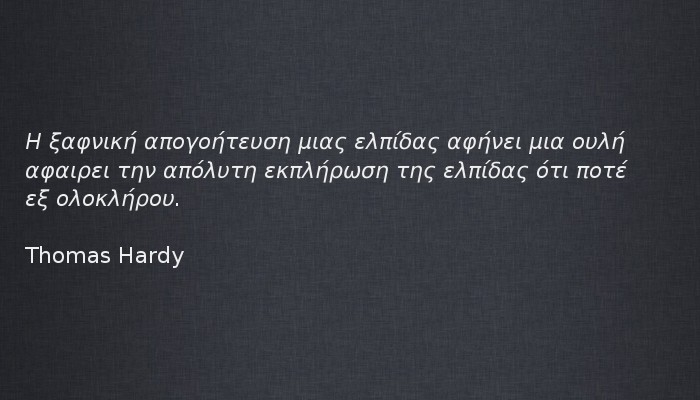 Η ξαφνική απογοήτευση μιας ελπίδας αφήνει μια ουλή
αφαιρει την απόλυτη εκπλήρωση της ελπίδας ότι ποτέ
εξ ολοκλήρου.
Thomas Hardy